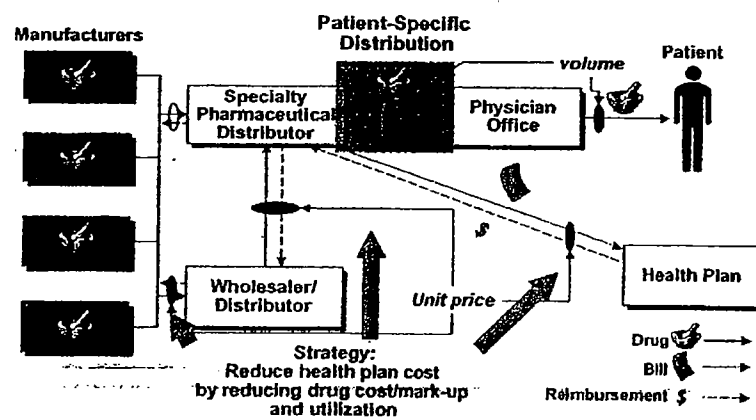 Patient-Specific
Distribution
Manufacturers
volume
Patient
Specialty
Pharmaceutical
Distributor
Physician
Office
$
Wholesaler/
Distributor
Unit price
Health Plan
Strategy:
Reduce health plan cost
by reducing drug cost/mark-up
and utilization
Drug
Bill
Reimbursement $